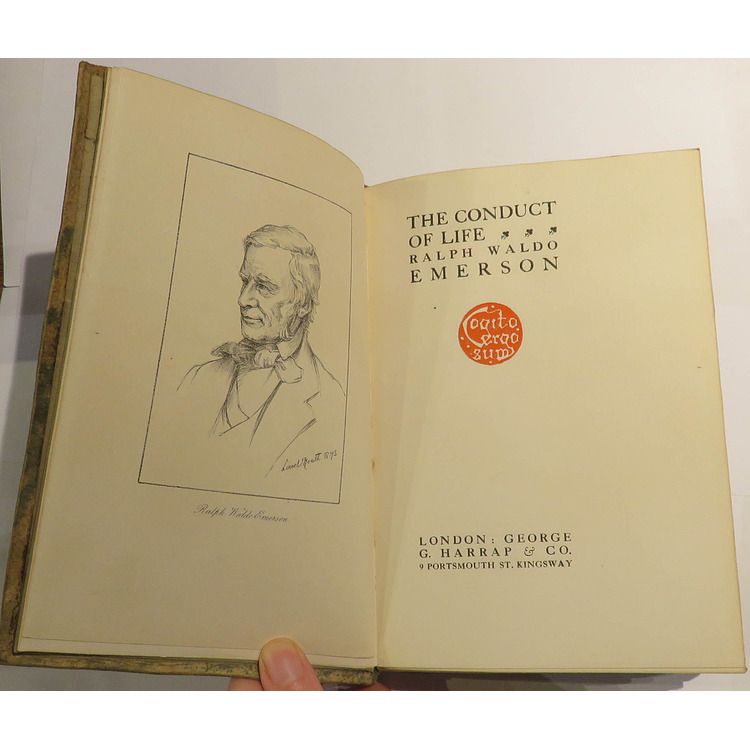 Ralph Waldo Emerson
THE CONDUCT
OF LIFE
RALPH WALDO
EMERSON
Cogito
ergo
sum
LONDON: GEORGE
G. HARRAP & CO.
9 PORTSMOUTH ST. KINGSWAY